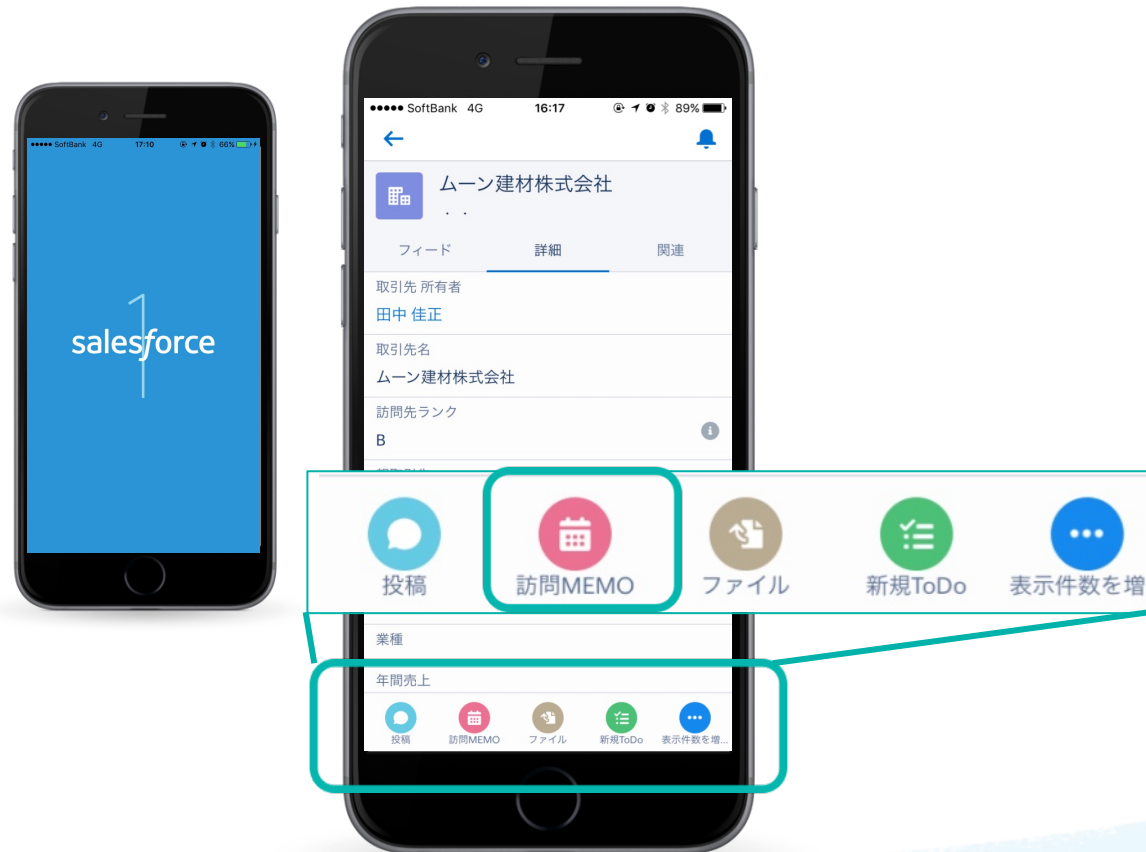 SoftBank 4G 17:10 66%
1
salesforce
SoftBank 4G 16:17 89%
ムーン建材株式会社
. .
フィード 詳細 関連
取引先 所有者
田中 佳正
取引先名
ムーン建材株式会社
訪問先ランク
B
投稿 訪問MEMO ファイル 新規ToDo 表示件数を増
業種
年間売上
投稿 訪問MEMO ファイル 新規ToDo 表示件数を増...